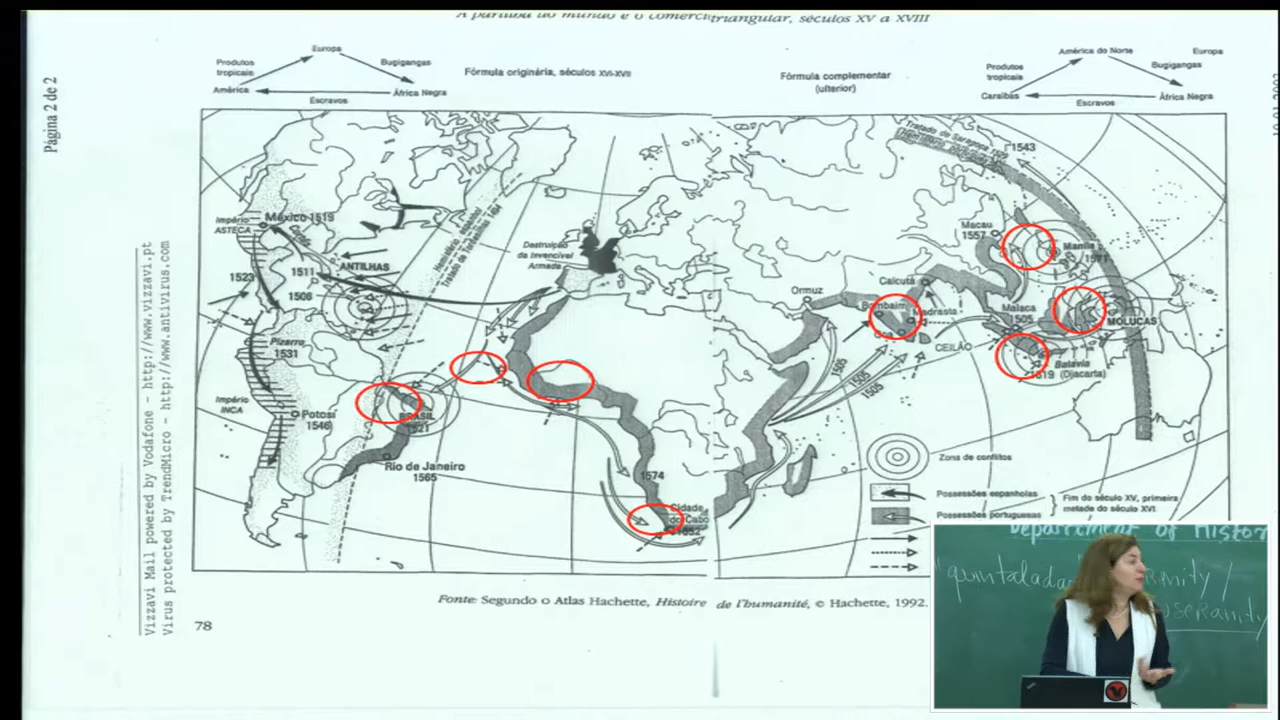 A partilha do mundo e o comercio triangular, séculos XV a XVIII
Europa
Produtos
tropicais
Bugigangas
América
África Negra
Escravos
Fórmula originária, séculos XVI-XVII
Fórmula complementar
(ulterior)
América do Norte
Europa
Produtos
tropicais
Bugigangas
Caraíbas
África Negra
Escravos
Página 2 de 2
Vizzavi Mail powered by Vodafone - http://www.vizzavi.pt
Virus protected by TrendMicro - http://www.antivirus.com
1543
Império
ASTECA
México 1519
1523
1511
ANTILHAS
1508
Pizarro
1531
Império
INCA
Potosí
1546
BRASIL
1521
Rio de Janeiro
1565
Destruição
da Invencível
Armada
1574
Cidade
do Cabo
1652
Ormuz
Calcutá
Bombaim
Madrasta
Goa
CEILÃO
1505
1505
1505
Macau
1557
Manila
1571
Malaca
1505
MOLUCAS
Batavia
1619 (Djacarta)
Zona de conflitos
Possessões espanholas
Possessões portuguesas
Fim do século XV, primeira
metade do século XVI
Fonte: Segundo o Atlas Hachette, Histoire de l'humanité, © Hachette, 1992.
78
Department of Histor